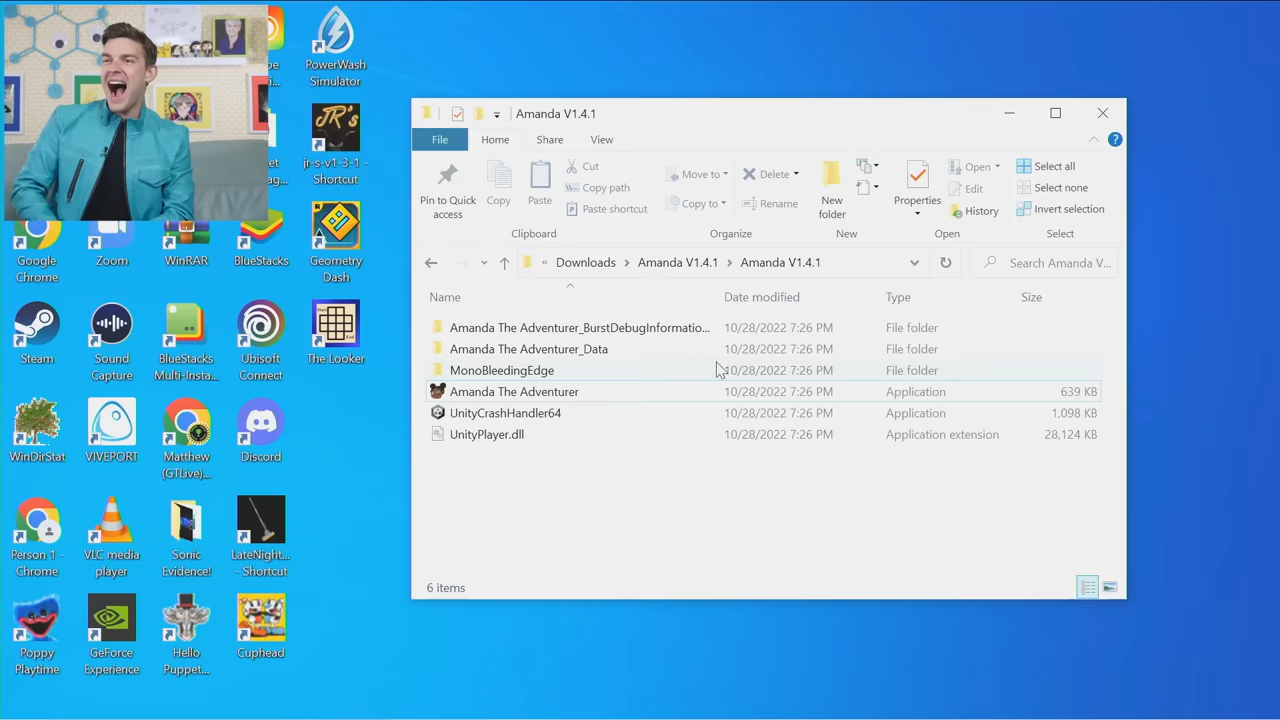 PowerWash
Simulator
JR's
jr-s-v1-3-1 -
Shortcut
Google
Chrome
Zoom
WinRAR
BlueStacks
Geometry
Dash
Steam
Sound
Capture
BlueStacks
Multi-Insta...
Ubisoft
Connect
The Looker
WinDirStat
VIVEPORT
Matthew
(GTLive)...
Discord
Person 1 -
Chrome
VLC media
player
Sonic
Evidence!
LateNight...
- Shortcut
Poppy
Playtime
GeForce
Experience
Hello
Puppet...
Cuphead
Amanda V1.4.1
File Home Share View
Pin to Quick
access
Copy
Paste
Cut
Copy path
Paste shortcut
Clipboard
Move to
Copy to
Delete
Rename
Organize
New
folder
New
Properties
Open
Edit
History
Open
Select all
Select none
Invert selection
Select
« Downloads > Amanda V1.4.1 > Amanda V1.4.1
Search Amanda V...
Name Date modified Type Size
Amanda The Adventurer_BurstDebugInformatio... 10/28/2022 7:26 PM File folder
Amanda The Adventurer_Data 10/28/2022 7:26 PM File folder
MonoBleedingEdge 10/28/2022 7:26 PM File folder
Amanda The Adventurer 10/28/2022 7:26 PM Application 639 KB
UnityCrashHandler64 10/28/2022 7:26 PM Application 1,098 KB
UnityPlayer.dll 10/28/2022 7:26 PM Application extension 28,124 KB
6 items